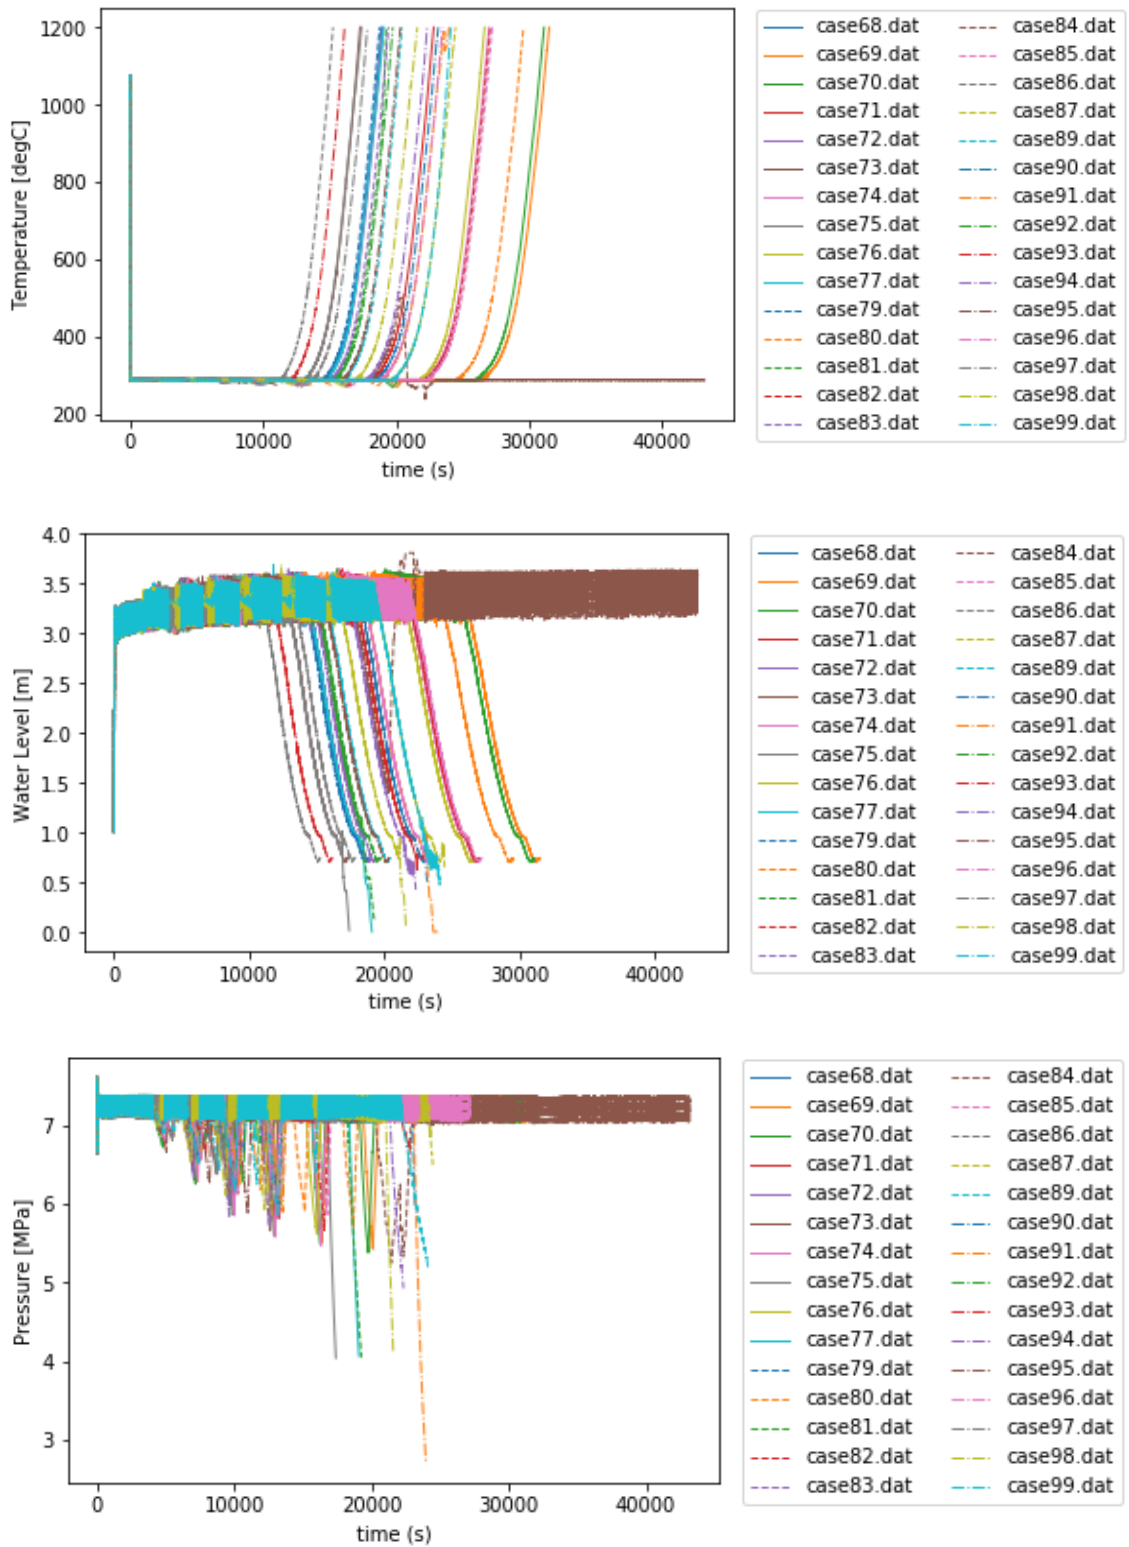 1200
1000
800
600
400
200
Temperature [degC]
0 10000 20000 30000 40000
time (s)
case68.dat case84.dat
case69.dat case85.dat
case70.dat case86.dat
case71.dat case87.dat
case72.dat case89.dat
case73.dat case90.dat
case74.dat case91.dat
case75.dat case92.dat
case76.dat case93.dat
case77.dat case94.dat
case79.dat case95.dat
case80.dat case96.dat
case81.dat case97.dat
case82.dat case98.dat
case83.dat case99.dat
4.0
3.5
3.0
2.5
2.0
1.5
1.0
0.5
0.0
Water Level [m]
0 10000 20000 30000 40000
time (s)
case68.dat case84.dat
case69.dat case85.dat
case70.dat case86.dat
case71.dat case87.dat
case72.dat case89.dat
case73.dat case90.dat
case74.dat case91.dat
case75.dat case92.dat
case76.dat case93.dat
case77.dat case94.dat
case79.dat case95.dat
case80.dat case96.dat
case81.dat case97.dat
case82.dat case98.dat
case83.dat case99.dat
7
6
5
4
3
Pressure [MPa]
0 10000 20000 30000 40000
time (s)
case68.dat case84.dat
case69.dat case85.dat
case70.dat case86.dat
case71.dat case87.dat
case72.dat case89.dat
case73.dat case90.dat
case74.dat case91.dat
case75.dat case92.dat
case76.dat case93.dat
case77.dat case94.dat
case79.dat case95.dat
case80.dat case96.dat
case81.dat case97.dat
case82.dat case98.dat
case83.dat case99.dat